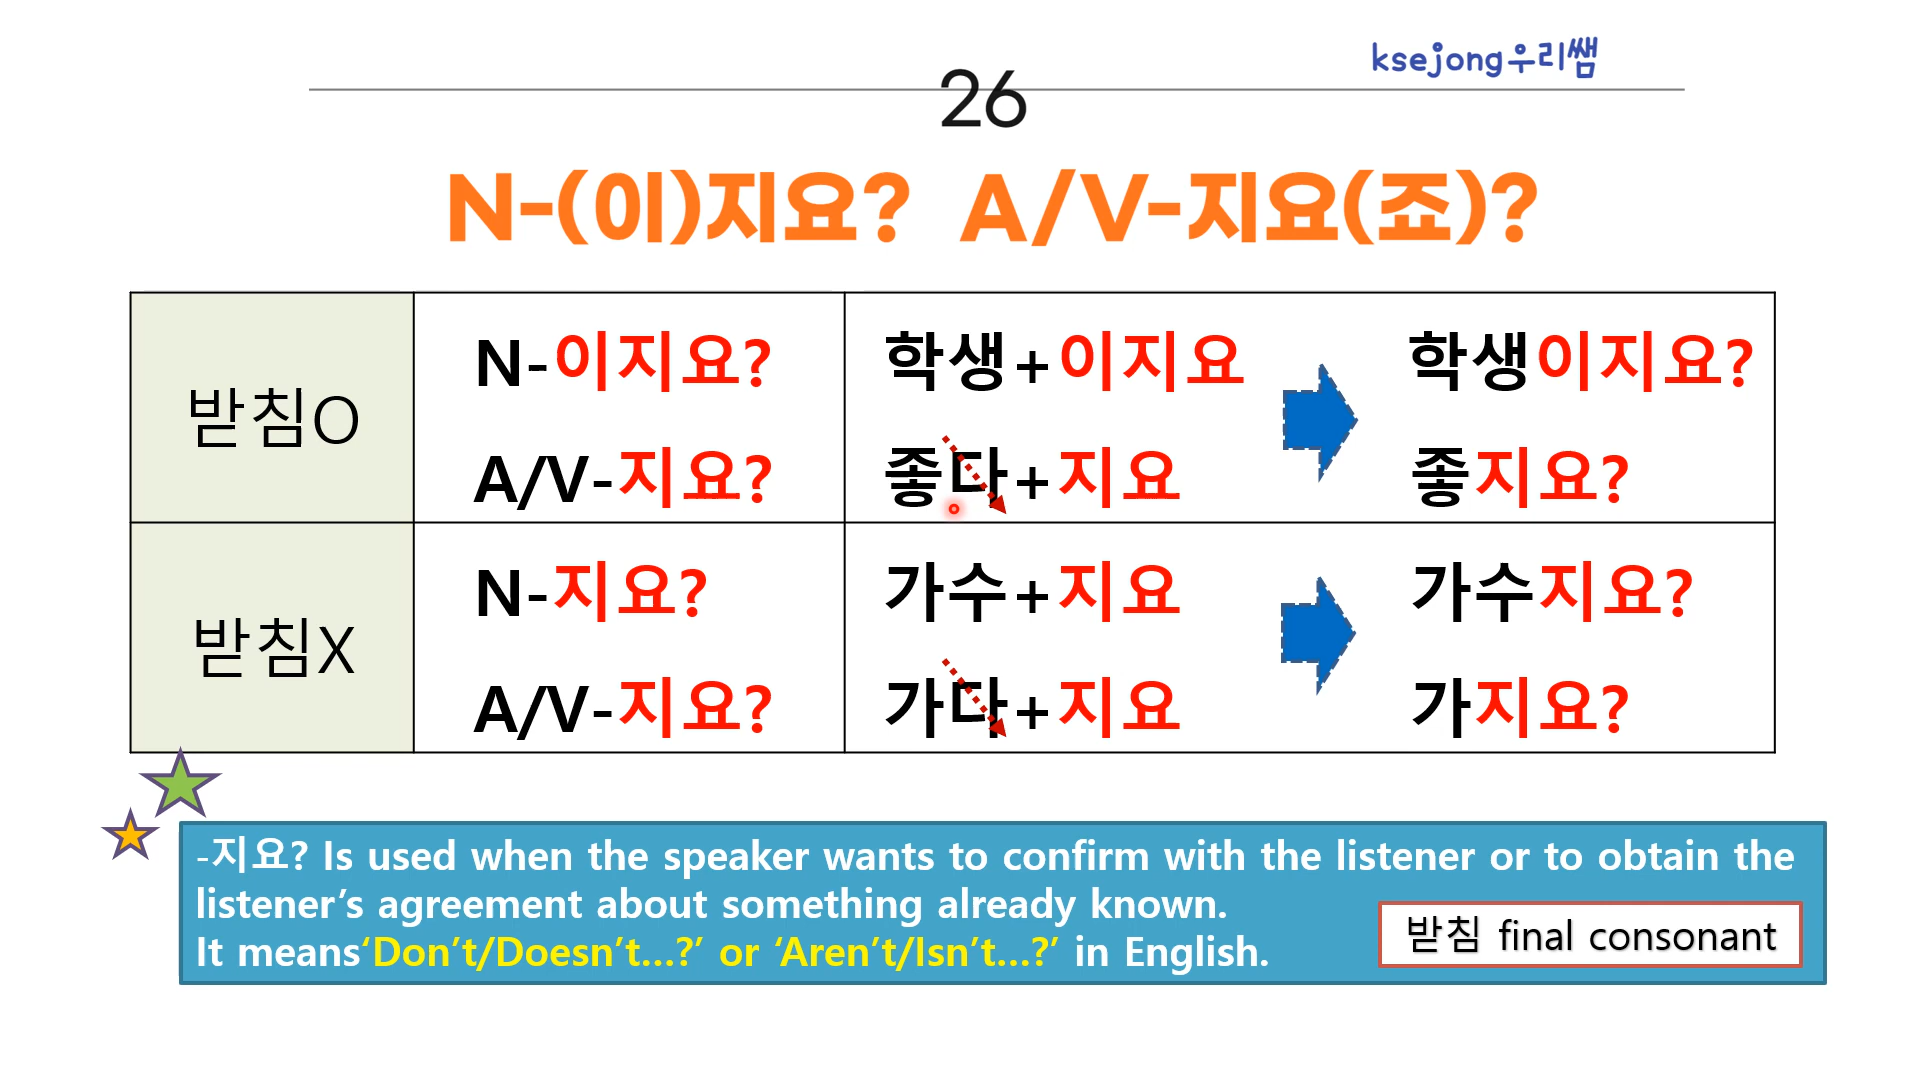 ksejong우리쌤
26
N-(이)지요? A/V-지요(죠)?
받침O
N-이지요?
학생+이지요
학생이지요?
A/V-지요?
좋다+지요
좋지요?
받침X
N-지요?
가수+지요
가수지요?
A/V-지요?
가다+지요
가지요?
-지요? Is used when the speaker wants to confirm with the listener or to obtain the
listener’s agreement about something already known.
It means‘Don’t/Doesn’t...?’ or ‘Aren’t/Isn’t...?’ in English.
받침 final consonant